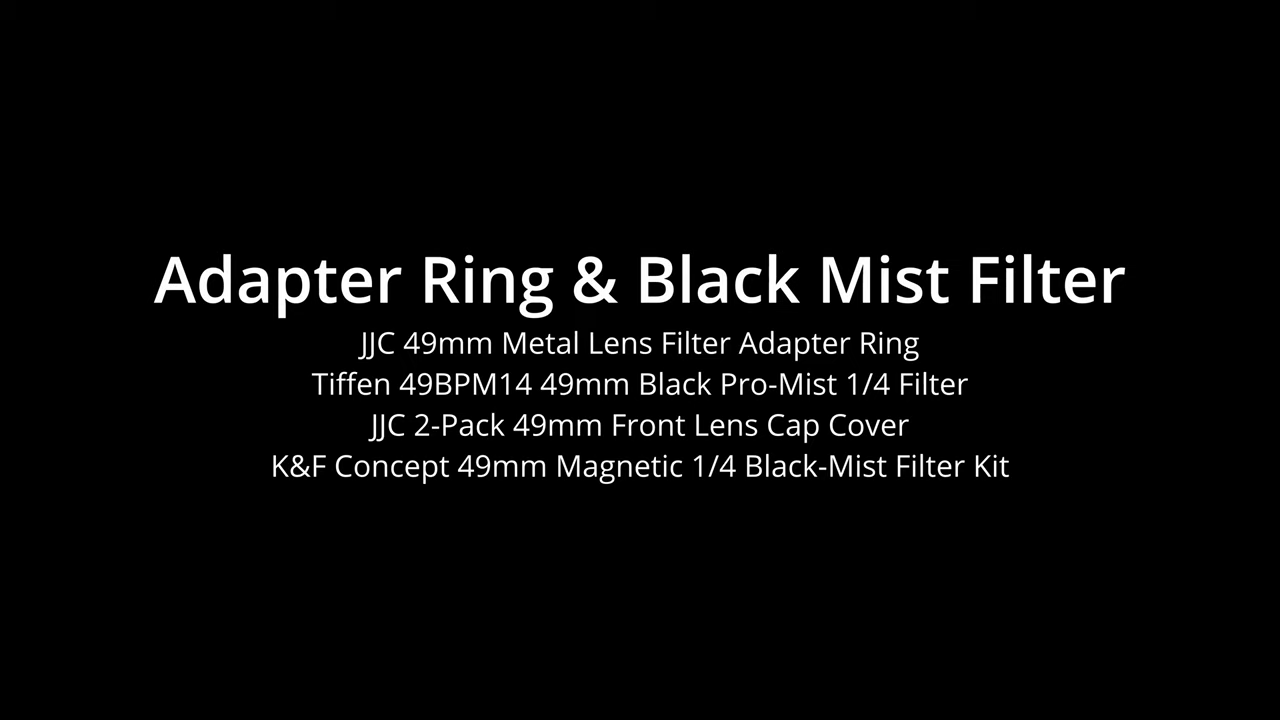 Adapter Ring & Black Mist Filter
JJC 49mm Metal Lens Filter Adapter Ring
Tiffen 49BPM14 49mm Black Pro-Mist 1/4 Filter
JJC 2-Pack 49mm Front Lens Cap Cover
K&F Concept 49mm Magnetic 1/4 Black-Mist Filter Kit